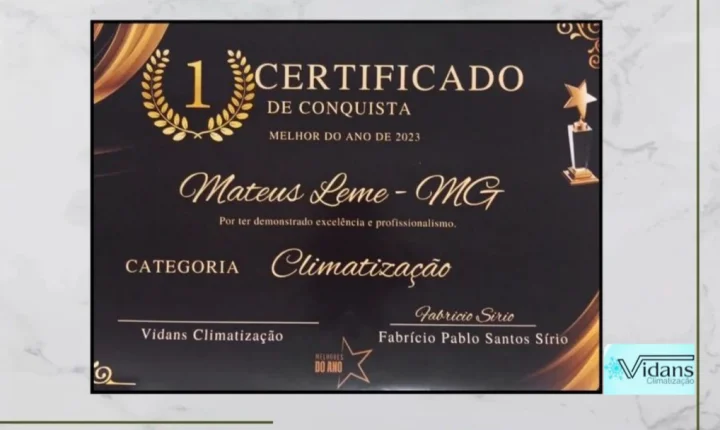 1 CERTIFICADO
DE CONQUISTA
MELHOR DO ANO DE 2023
Mateus Leme - MG
Por ter demonstrado excelência e profissionalismo.
CATEGORIA Climatização
Fabricio Sírio
Vidans Climatização
Fabrício Pablo Santos Sírio
MELHORES
DO ANO
Vidans
Climatização